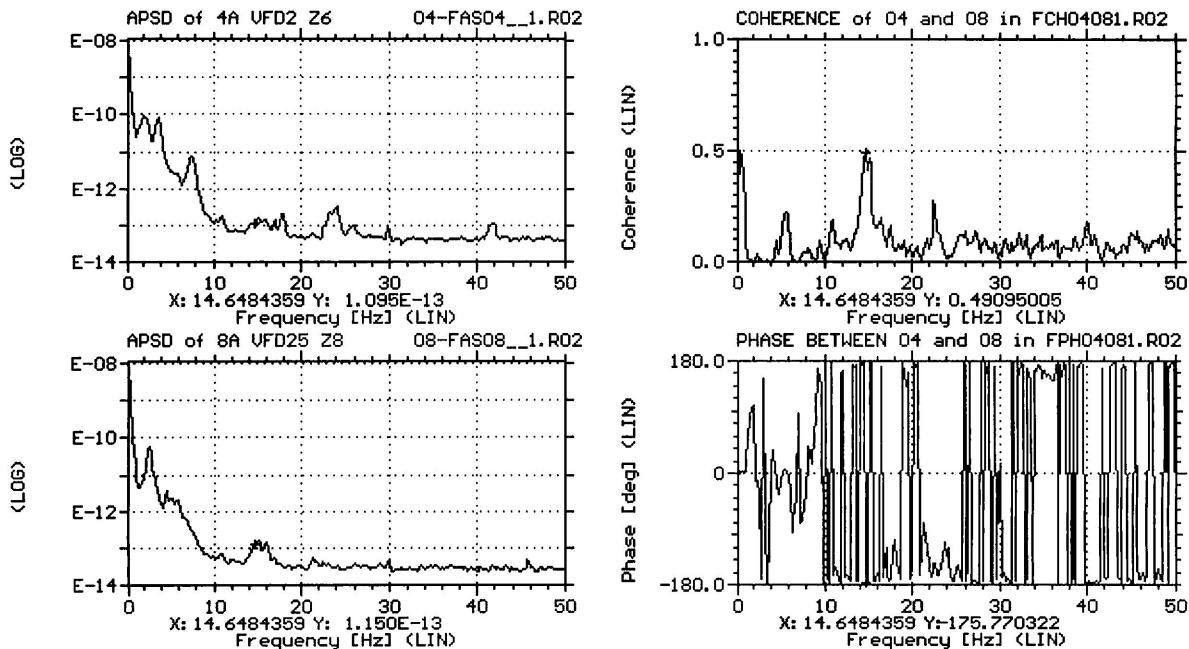 APSD of 4A VFD2 Z6 04-FAS04__1.R02
E-08
E-10
E-12
E-14
(LOG)
0 10 20 30 40 50
X: 14.6484359 Y: 1.095E-13
Frequency [Hz] (LIN)
COHERENCE of 04 and 08 in FCH04081.R02
1.0
0.5
0.0
Coherence (LIN)
0 10 20 30 40 50
X: 14.6484359 Y: 0.49095005
Frequency [Hz] (LIN)
APSD of 8A VFD25 Z8 08-FAS08__1.R02
E-08
E-10
E-12
E-14
(LOG)
0 10 20 30 40 50
X: 14.6484359 Y: 1.150E-13
Frequency [Hz] (LIN)
PHASE BETWEEN 04 and 08 in FPH04081.R02
180.0
0
-180.0
Phase [deg] (LIN)
0 10 20 30 40 50
X: 14.6484359 Y:-175.770322
Frequency [Hz] (LIN)